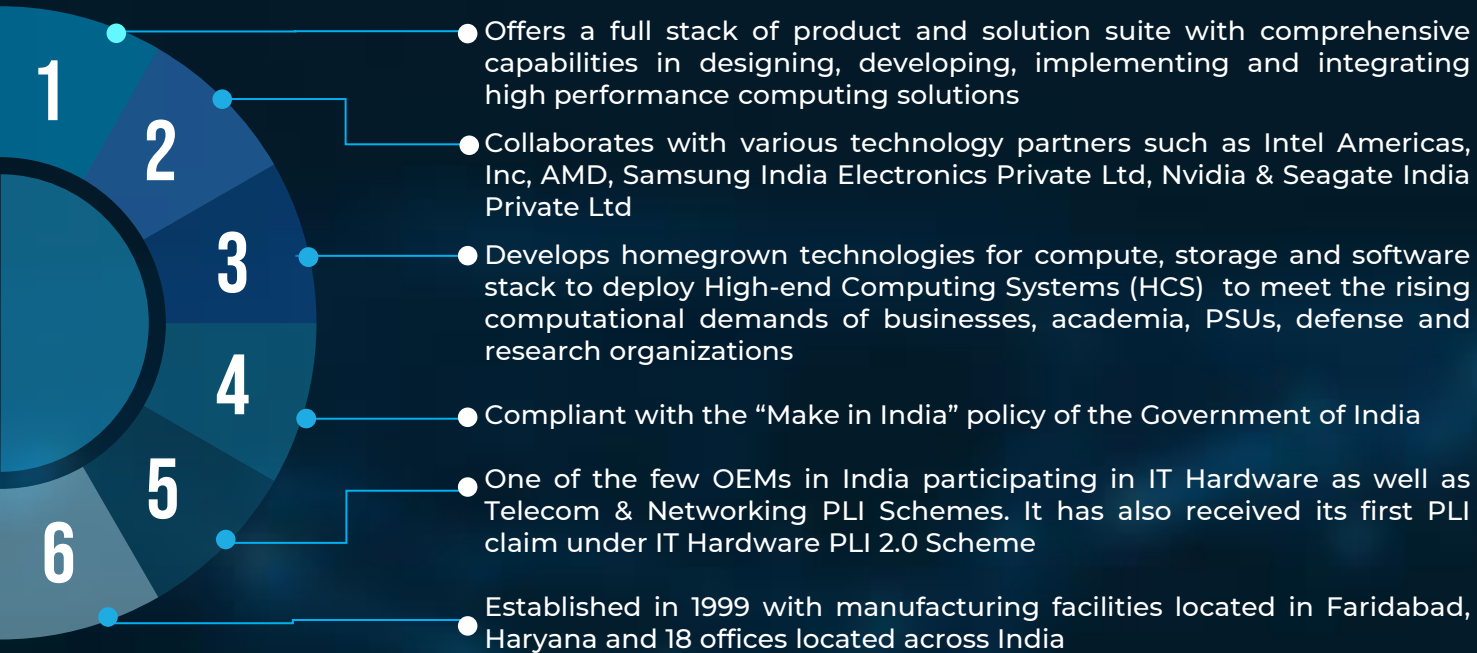 1
Offers a full stack of product and solution suite with comprehensive
capabilities in designing, developing, implementing and integrating
high performance computing solutions
2
Collaborates with various technology partners such as Intel Americas,
Inc, AMD, Samsung India Electronics Private Ltd, Nvidia & Seagate India
Private Ltd
3
Develops homegrown technologies for compute, storage and software
stack to deploy High-end Computing Systems (HCS) to meet the rising
computational demands of businesses, academia, PSUs, defense and
research organizations
4
Compliant with the “Make in India” policy of the Government of India
5
One of the few OEMs in India participating in IT Hardware as well as
Telecom & Networking PLI Schemes. It has also received its first PLI
claim under IT Hardware PLI 2.0 Scheme
6
Established in 1999 with manufacturing facilities located in Faridabad,
Haryana and 18 offices located across India